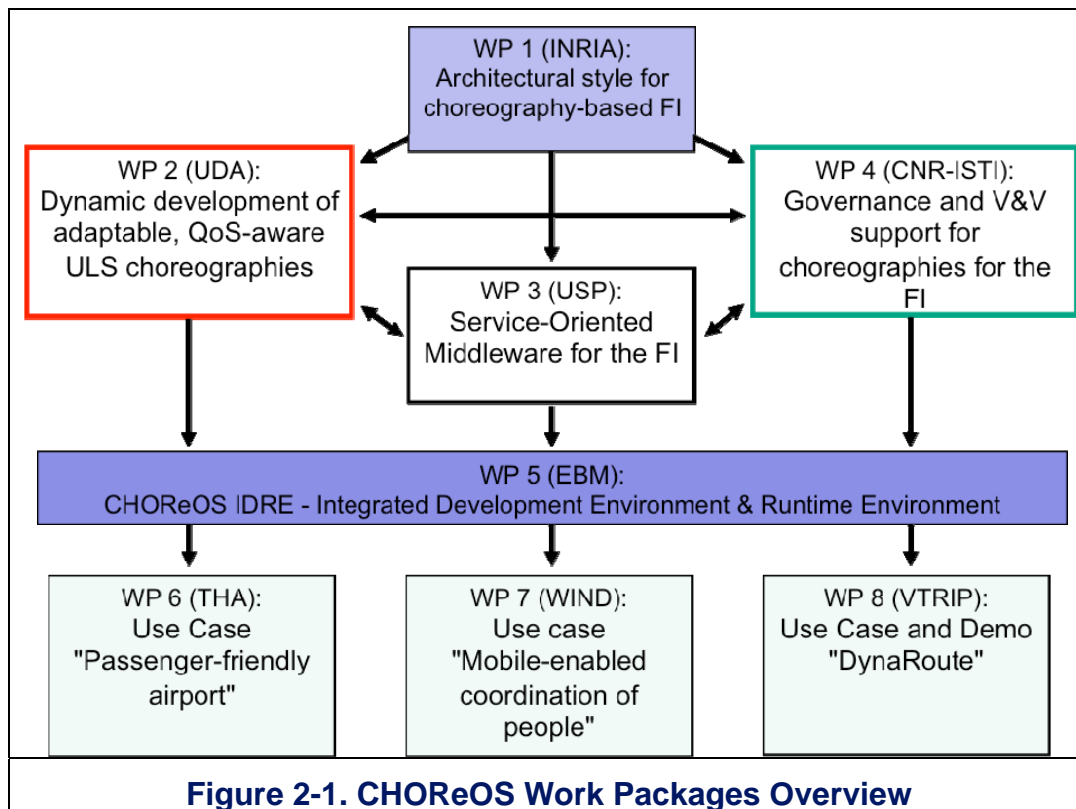 WP 1 (INRIA):
Architectural style for
choreography-based FI
WP 2 (UDA):
Dynamic development of
adaptable, QoS-aware
ULS choreographies
WP 4 (CNR-ISTI):
Governance and V&V
support for
choreographies for the
FI
WP 3 (USP):
Service-Oriented
Middleware for the FI
WP 5 (EBM):
CHOReOS IDRE - Integrated Development Environment & Runtime Environment
WP 6 (THA):
Use Case
"Passenger-friendly
airport"
WP 7 (WIND):
Use case
"Mobile-enabled
coordination of
people"
WP 8 (VTRIP):
Use Case and Demo
"DynaRoute"
Figure 2-1. CHOReOS Work Packages Overview